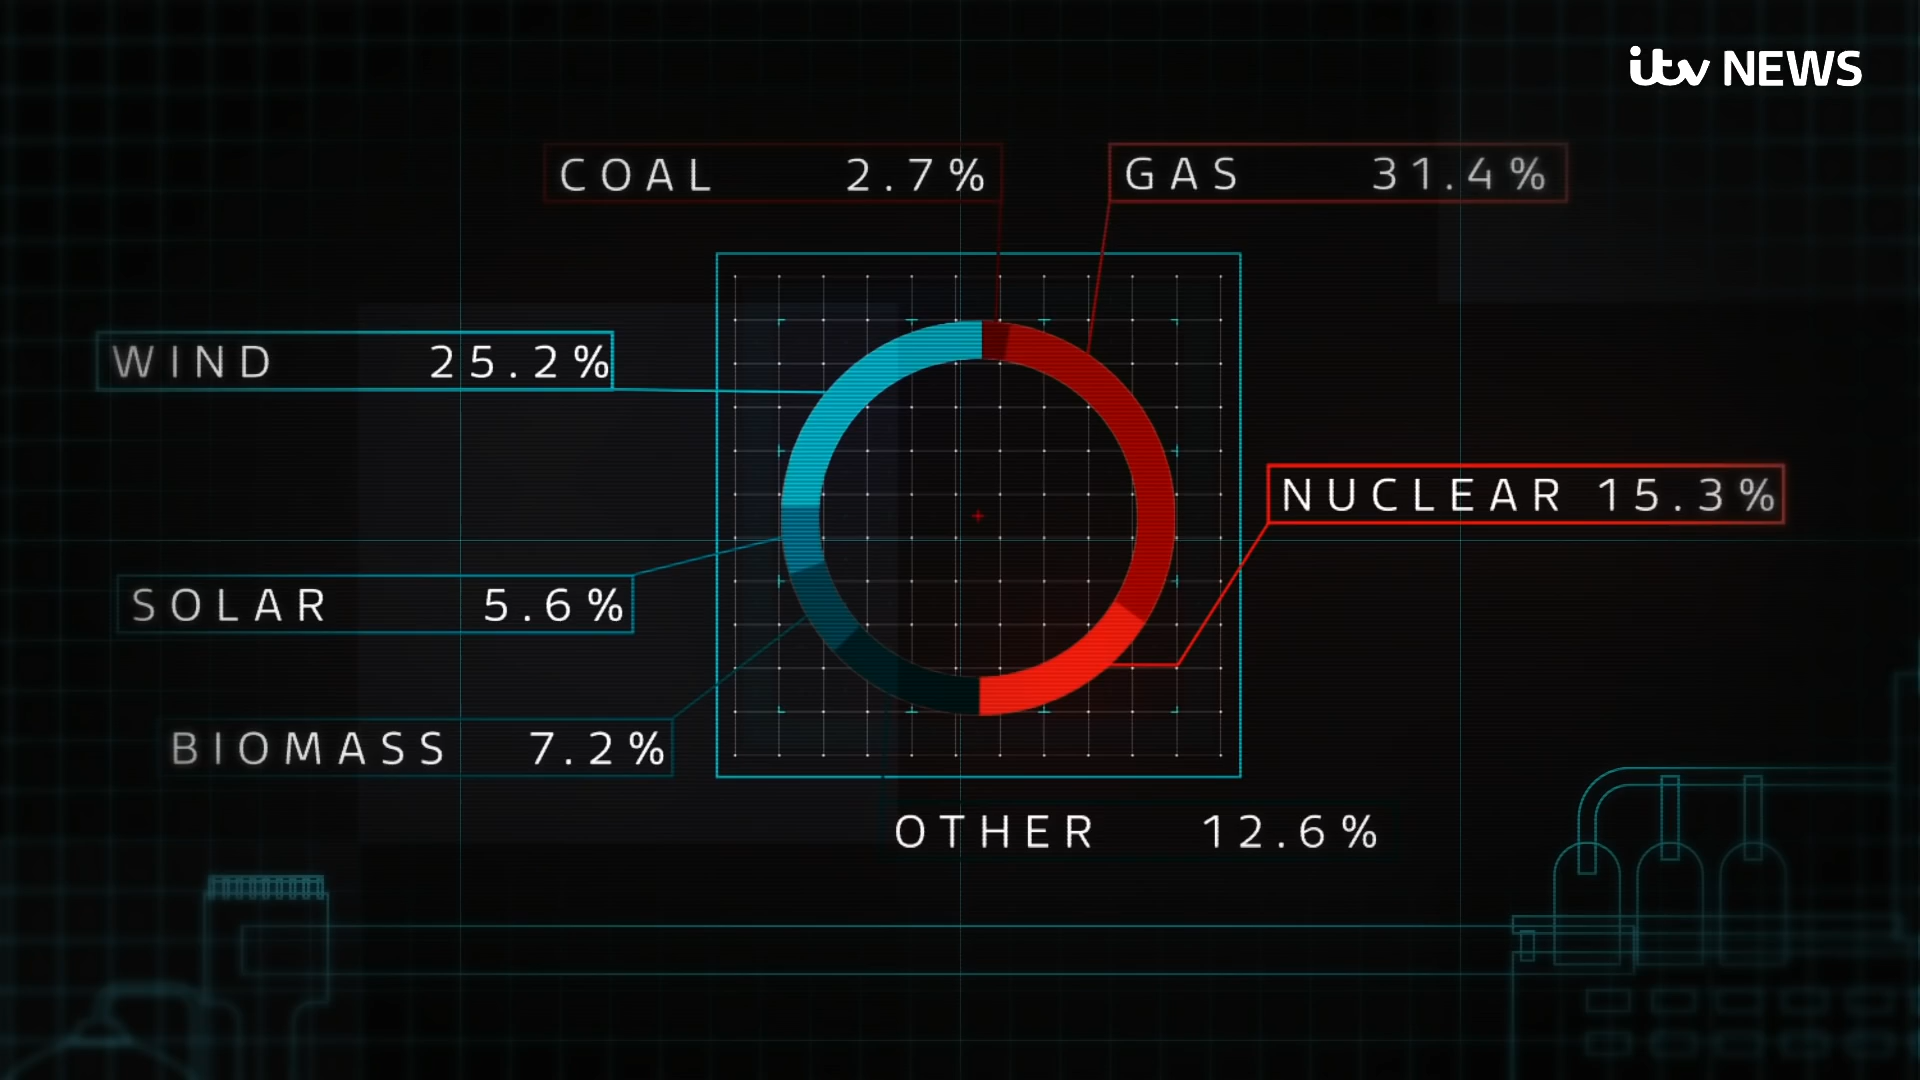 itv NEWS
COAL 2.7%
GAS 31.4%
WIND 25.2%
NUCLEAR 15.3%
SOLAR 5.6%
BIOMASS 7.2%
OTHER 12.6%